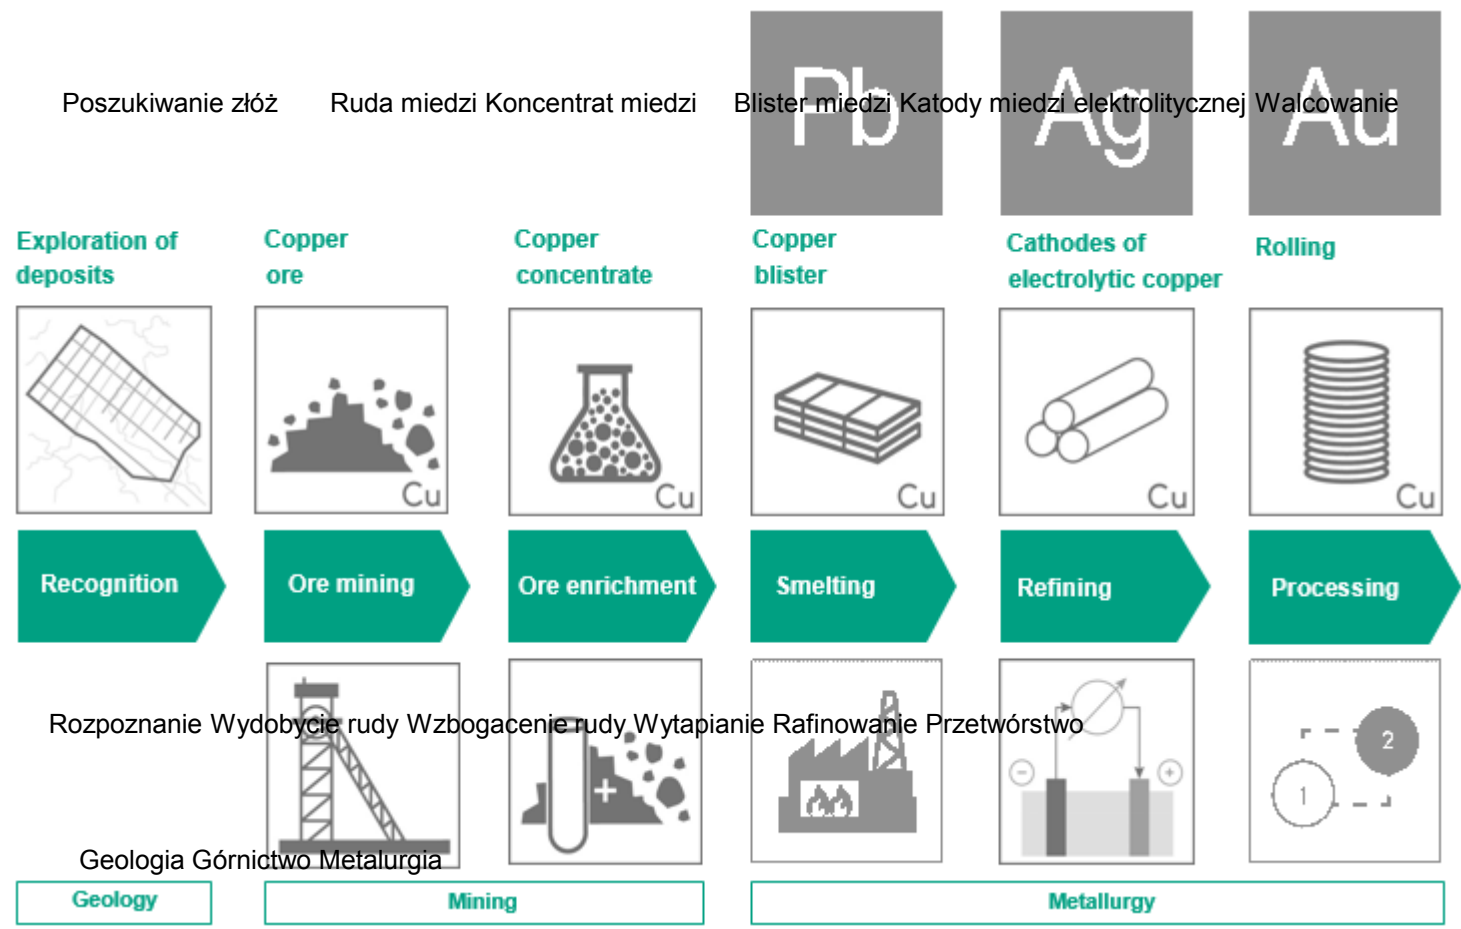 Pb Ag Au
Poszukiwanie złóż Ruda miedzi Koncentrat miedzi Blister miedzi Katody miedzi elektrolitycznej Walcowanie
Exploration of
deposits
Copper
ore
Copper
concentrate
Copper
blister
Cathodes of
electrolytic copper
Rolling
Cu Cu Cu Cu Cu
Recognition Ore mining Ore enrichment Smelting Refining Processing
Rozpoznanie Wydobycie rudy Wzbogacenie rudy Wytapianie Rafinowanie Przetwórstwo
+
− +
1 2
Geologia Górnictwo Metalurgia
Geology Mining Metallurgy